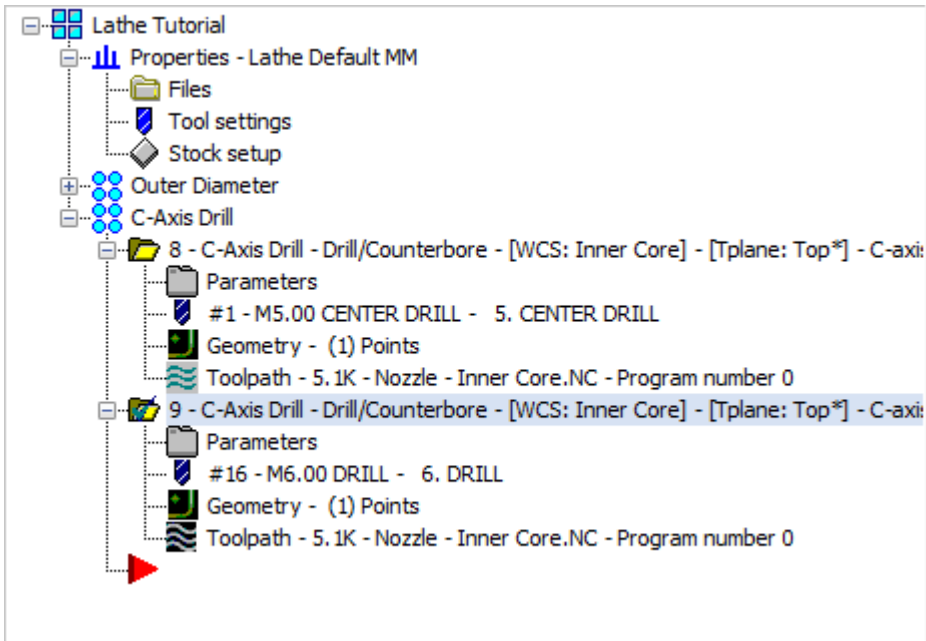 Lathe Tutorial
Properties - Lathe Default MM
Files
Tool settings
Stock setup
Outer Diameter
C-Axis Drill
8 - C-Axis Drill - Drill/Counterbore - [WCS: Inner Core] - [Tplane: Top*] - C-axi
Parameters
#1 - M5.00 CENTER DRILL - 5. CENTER DRILL
Geometry - (1) Points
Toolpath - 5.1K - Nozzle - Inner Core.NC - Program number 0
9 - C-Axis Drill - Drill/Counterbore - [WCS: Inner Core] - [Tplane: Top*] - C-axi
Parameters
#16 - M6.00 DRILL - 6. DRILL
Geometry - (1) Points
Toolpath - 5.1K - Nozzle - Inner Core.NC - Program number 0